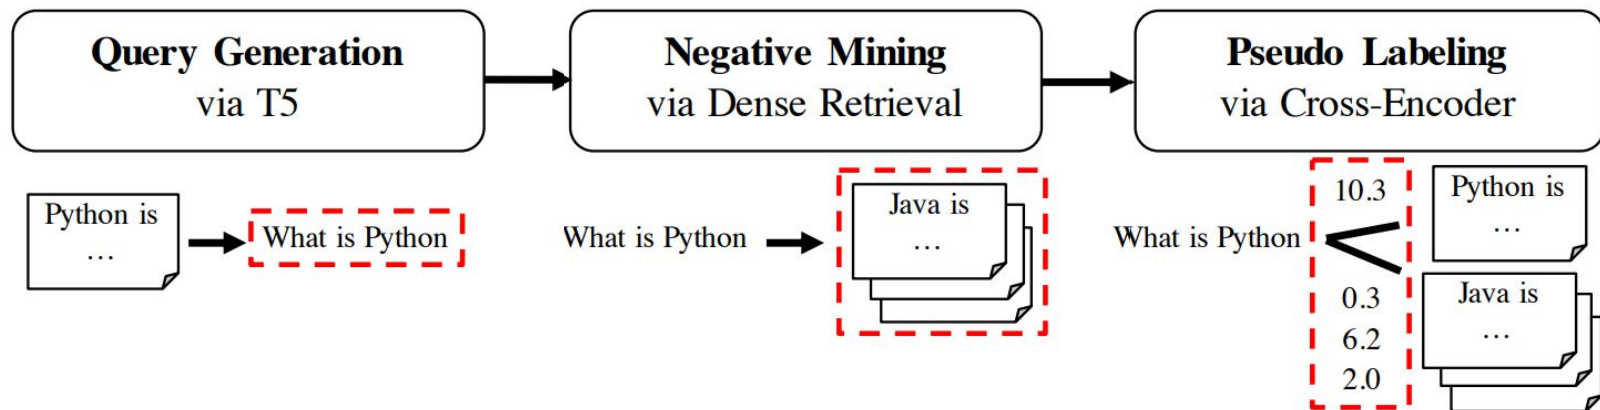 Query Generation
via T5
Negative Mining
via Dense Retrieval
Pseudo Labeling
via Cross-Encoder
Python is
...
What is Python
What is Python
Java is
...
What is Python
10.3
0.3
6.2
2.0
Python is
...
Java is
...